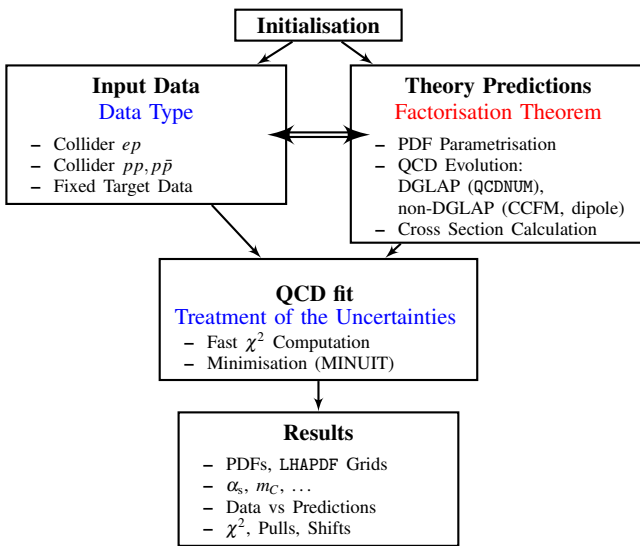 Initialisation
Input Data
Data Type
– Collider ep
– Collider pp, pp̄
– Fixed Target Data
Theory Predictions
Factorisation Theorem
– PDF Parametrisation
– QCD Evolution:
DGLAP (QCDNUM),
non-DGLAP (CCFM, dipole)
– Cross Section Calculation
QCD fit
Treatment of the Uncertainties
– Fast χ² Computation
– Minimisation (MINUIT)
Results
– PDFs, LHAPDF Grids
– αₛ, m_C, …
– Data vs Predictions
– χ², Pulls, Shifts